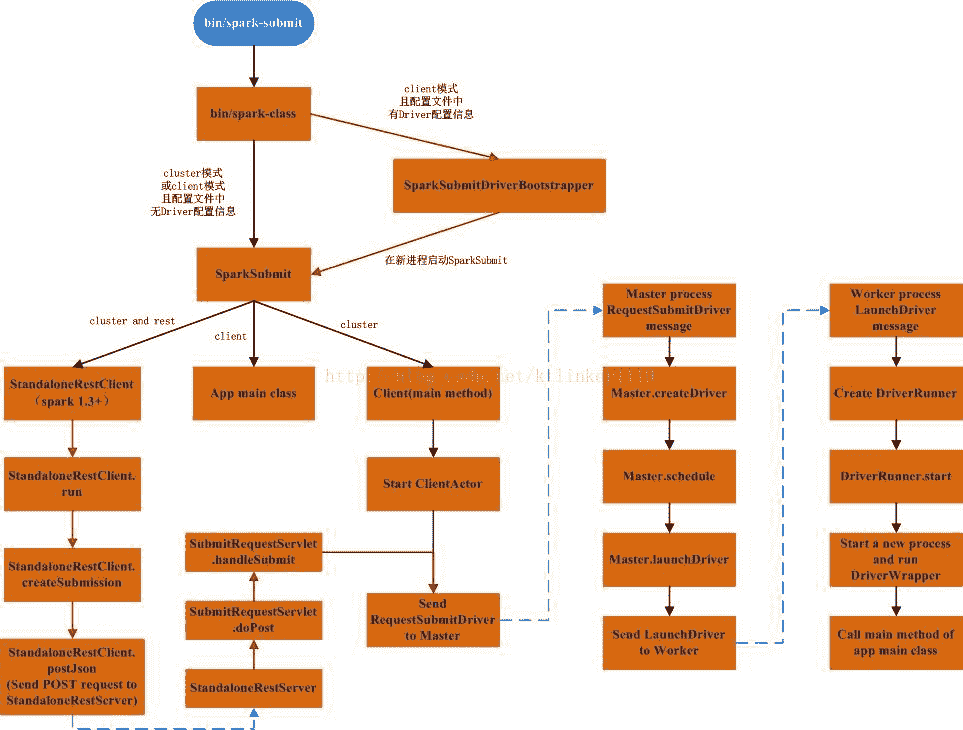 bin/spark-submit
bin/spark-class
client模式
且配置文件中
有Driver配置信息
SparkSubmitDriverBootstrapper
cluster模式
或client模式
且配置文件中
无Driver配置信息
SparkSubmit
在新进程启动SparkSubmit
cluster and rest
client
cluster
StandaloneRestClient
（spark 1.3+）
StandaloneRestClient.
run
StandaloneRestClient.
createSubmission
StandaloneRestClient.
postJson
(Send POST request to
StandaloneRestServer)
App main class
SubmitRequestServlet
.handleSubmit
SubmitRequestServlet
.doPost
StandaloneRestServer
Client(main method)
Start ClientActor
Send
RequestSubmitDriver
to Master
Master process
RequestSubmitDriver
message
Master.createDriver
Master.schedule
Master.launchDriver
Send LaunchDriver
to Worker
Worker process
LaunchDriver
message
Create DriverRunner
DriverRunner.start
Start a new process
and run
DriverWrapper
Call main method of
app main class